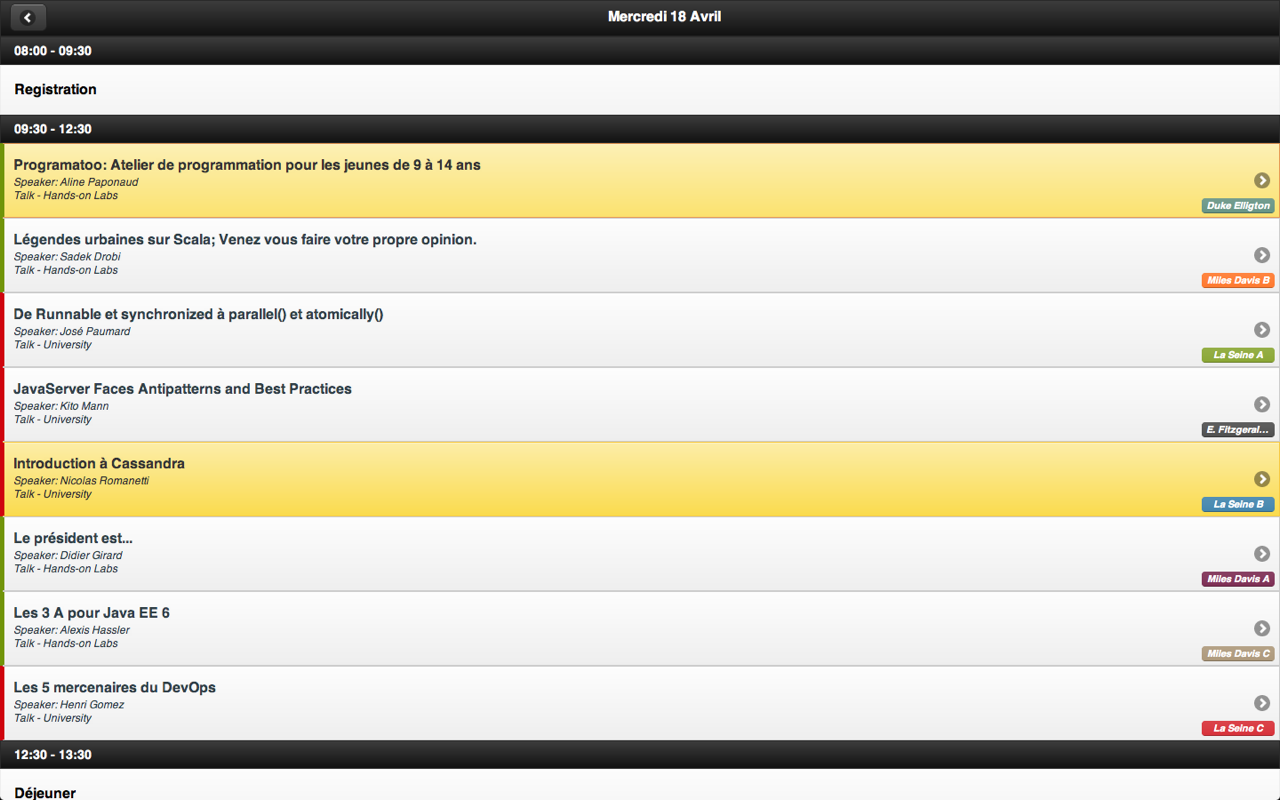 Mercredi 18 Avril
08:00 - 09:30
Registration
09:30 - 12:30
Programatoo: Atelier de programmation pour les jeunes de 9 à 14 ans
Speaker: Aline Paponaud
Talk - Hands-on Labs
Duke Elligton
Légendes urbaines sur Scala; Venez vous faire votre propre opinion.
Speaker: Sadek Drobi
Talk - Hands-on Labs
Miles Davis B
De Runnable et synchronized à parallel() et atomically()
Speaker: José Paumard
Talk - University
La Seine A
JavaServer Faces Antipatterns and Best Practices
Speaker: Kito Mann
Talk - University
E. Fitzgeral...
Introduction à Cassandra
Speaker: Nicolas Romanetti
Talk - University
La Seine B
Le président est...
Speaker: Didier Girard
Talk - Hands-on Labs
Miles Davis A
Les 3 A pour Java EE 6
Speaker: Alexis Hassler
Talk - Hands-on Labs
Miles Davis C
Les 5 mercenaires du DevOps
Speaker: Henri Gomez
Talk - University
La Seine C
12:30 - 13:30
Déjeuner